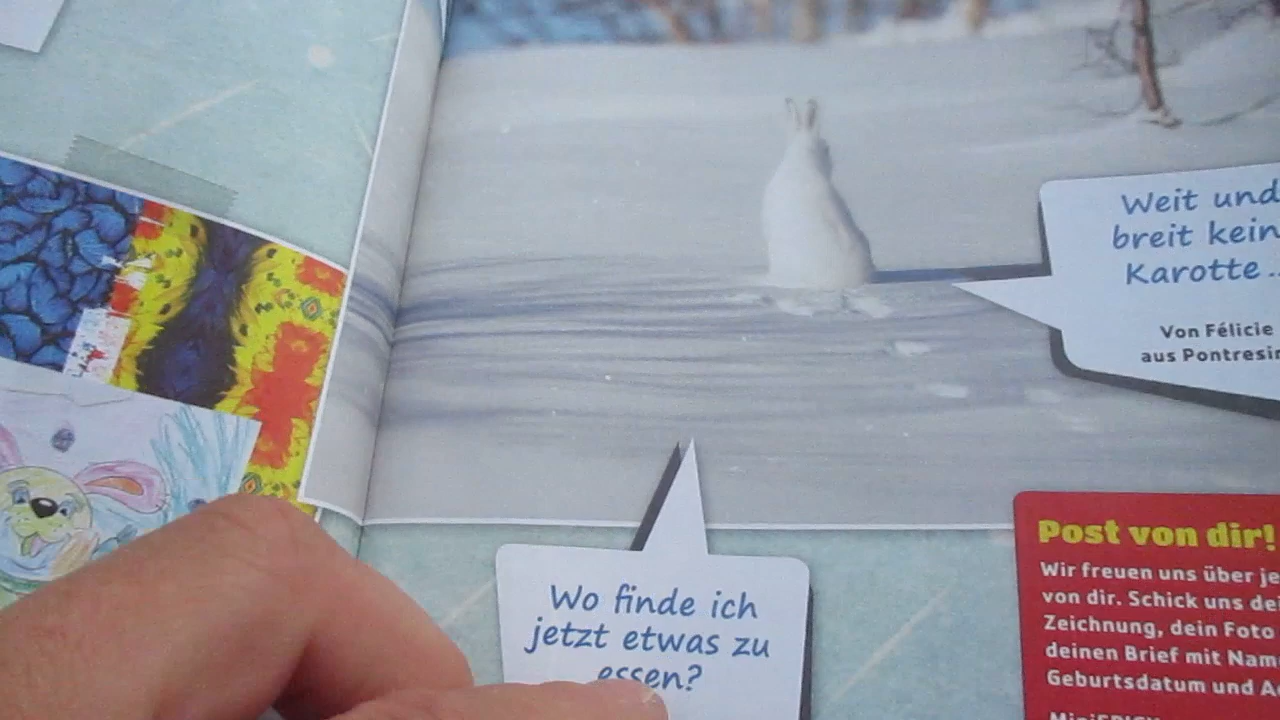 Weit und
breit kein
Karotte...
Von Félicie
aus Pontresin
Wo finde ich
jetzt etwas zu
essen?
Post von dir!
Wir freuen uns über je
von dir. Schick uns dei
Zeichnung, dein Foto
deinen Brief mit Nam
Geburtsdatum und A